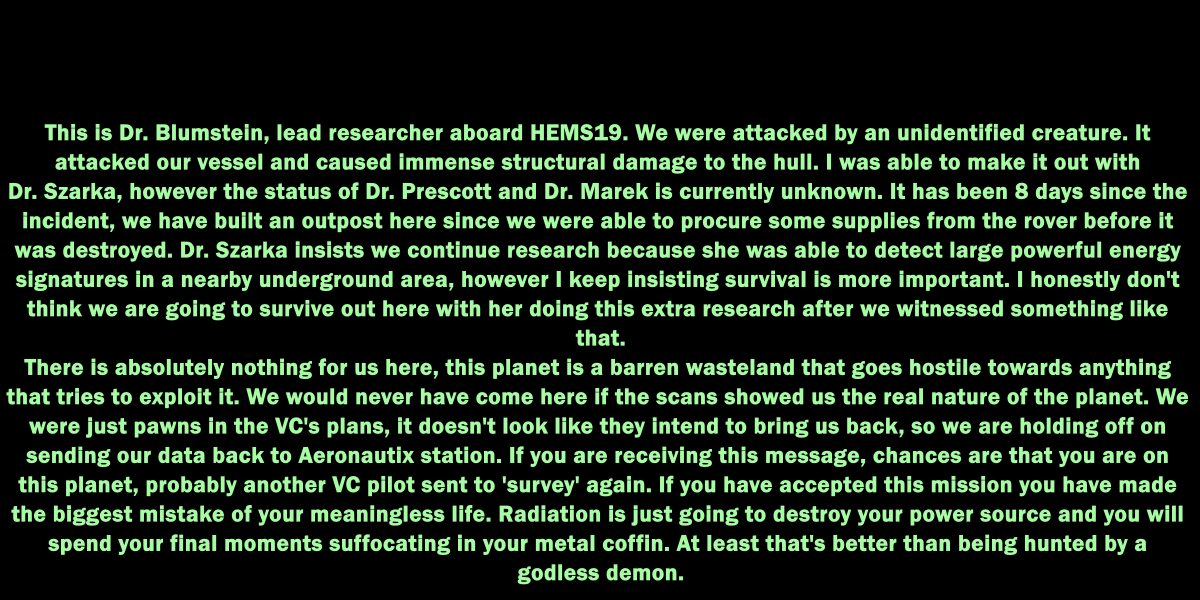 This is Dr. Blumstein, lead researcher aboard HEMS19. We were attacked by an unidentified creature. It
attacked our vessel and caused immense structural damage to the hull. I was able to make it out with
Dr. Szarka, however the status of Dr. Prescott and Dr. Marek is currently unknown. It has been 8 days since the
incident, we have built an outpost here since we were able to procure some supplies from the rover before it
was destroyed. Dr. Szarka insists we continue research because she was able to detect large powerful energy
signatures in a nearby underground area, however I keep insisting survival is more important. I honestly don't
think we are going to survive out here with her doing this extra research after we witnessed something like
that.
There is absolutely nothing for us here, this planet is a barren wasteland that goes hostile towards anything
that tries to exploit it. We would never have come here if the scans showed us the real nature of the planet. We
were just pawns in the VC's plans, it doesn't look like they intend to bring us back, so we are holding off on
sending our data back to Aeronautix station. If you are receiving this message, chances are that you are on
this planet, probably another VC pilot sent to 'survey' again. If you have accepted this mission you have made
the biggest mistake of your meaningless life. Radiation is just going to destroy your power source and you will
spend your final moments suffocating in your metal coffin. At least that's better than being hunted by a
godless demon.